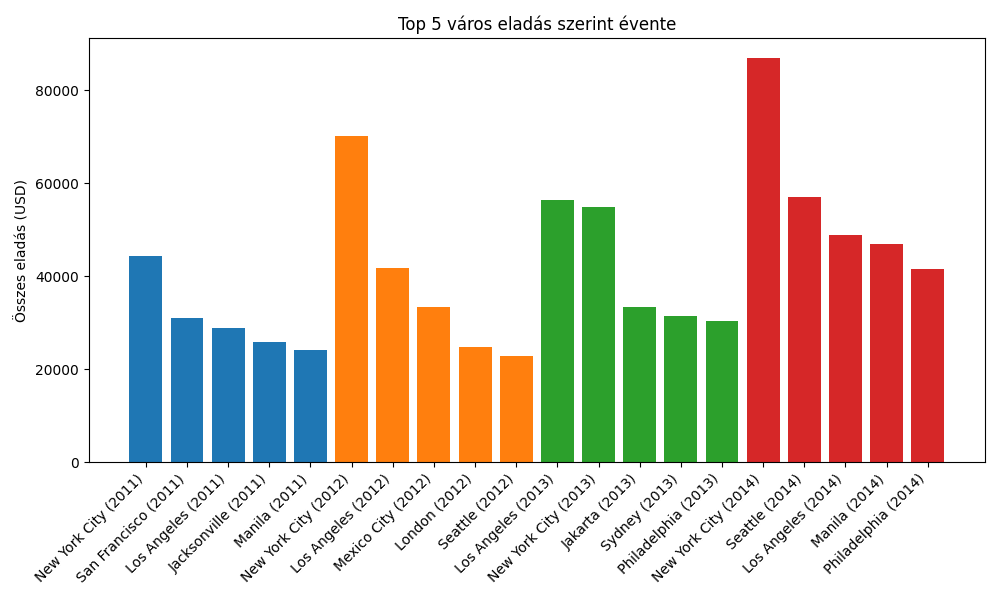 Top 5 város eladás szerint évente
Összes eladás (USD)
80000
60000
40000
20000
0
New York City (2011)
San Francisco (2011)
Los Angeles (2011)
Jacksonville (2011)
Manila (2011)
New York City (2012)
Los Angeles (2012)
Mexico City (2012)
London (2012)
Seattle (2012)
Los Angeles (2013)
New York City (2013)
Jakarta (2013)
Sydney (2013)
Philadelphia (2013)
New York City (2014)
Seattle (2014)
Los Angeles (2014)
Manila (2014)
Philadelphia (2014)